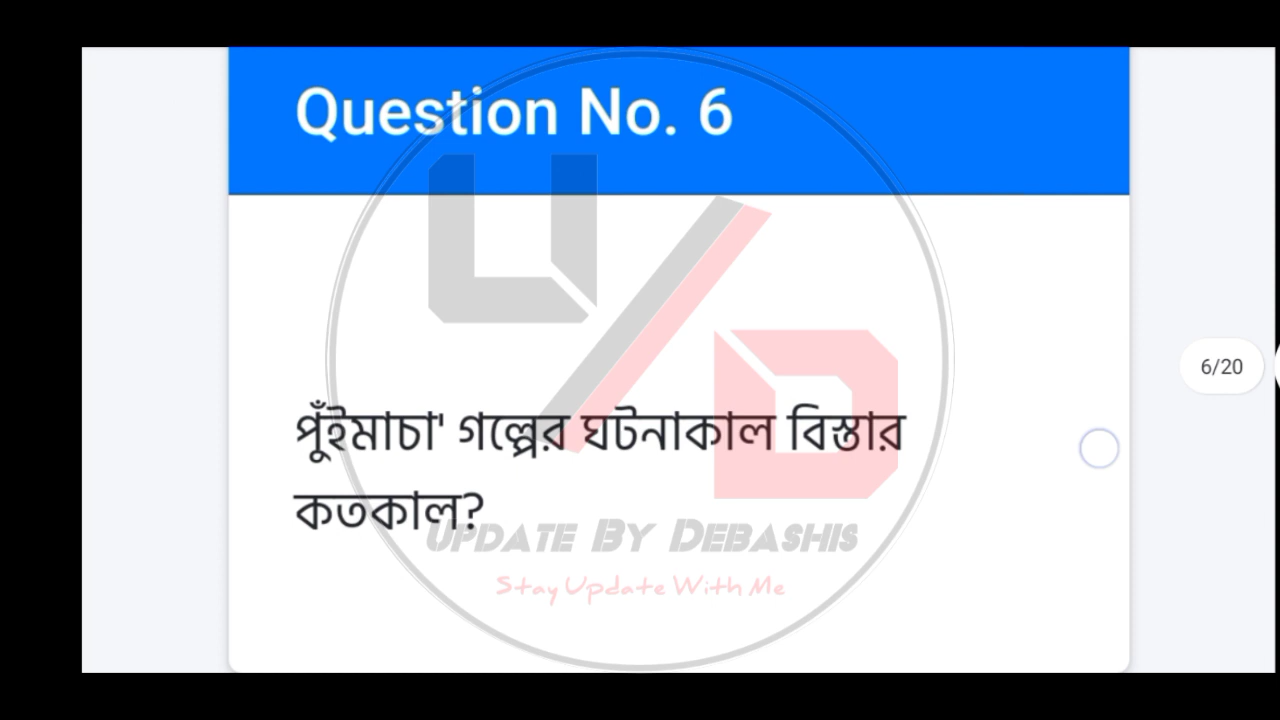 Question No. 6
6/20
পুঁইমাচা' গল্পের ঘটনাকাল বিস্তার
কতকাল?
U/D
UPDATE BY DEBASHIS
Stay Update With Me